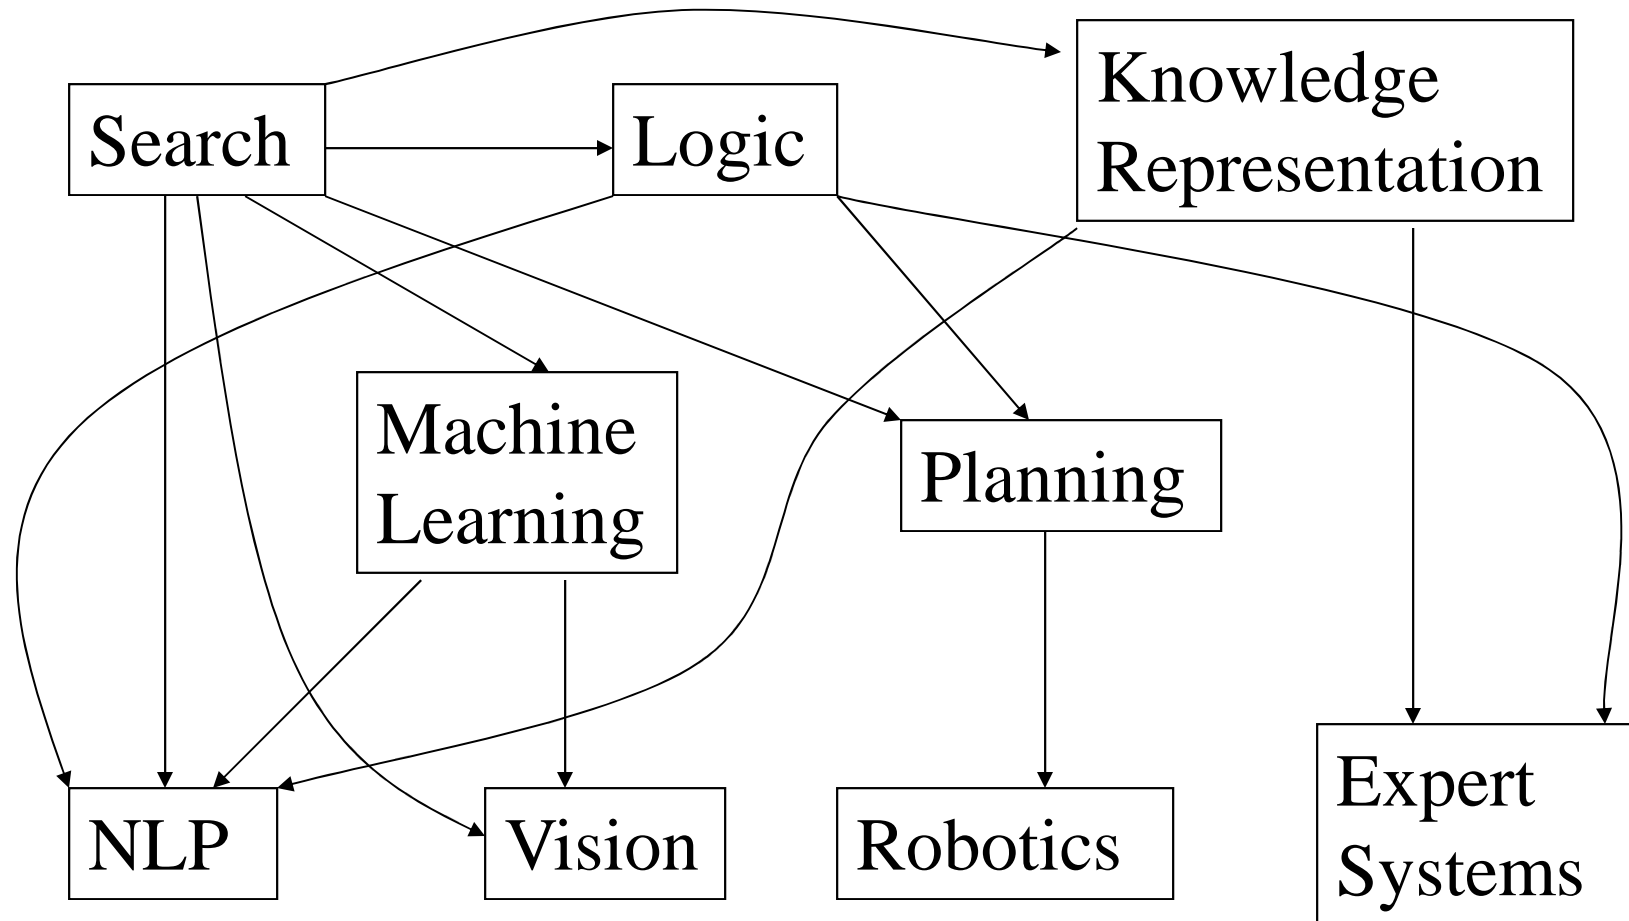 Search
Logic
Knowledge
Representation
Machine
Learning
Planning
NLP
Vision
Robotics
Expert
Systems